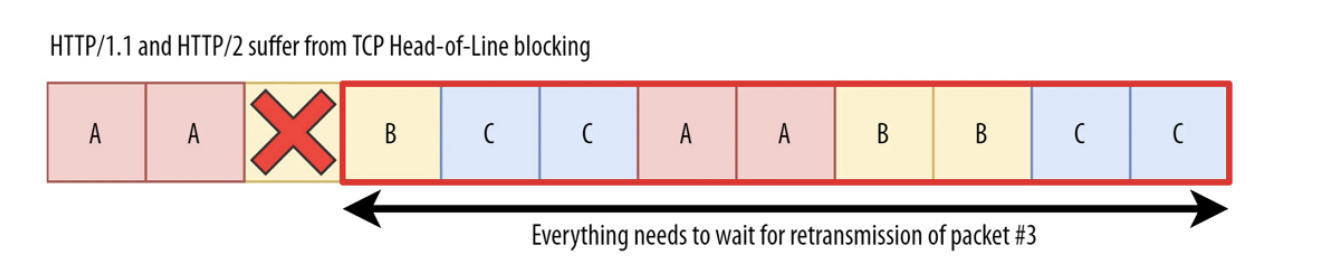 HTTP/1.1 and HTTP/2 suffer from TCP Head-of-Line blocking
A A B C C A A B B C C
Everything needs to wait for retransmission of packet #3